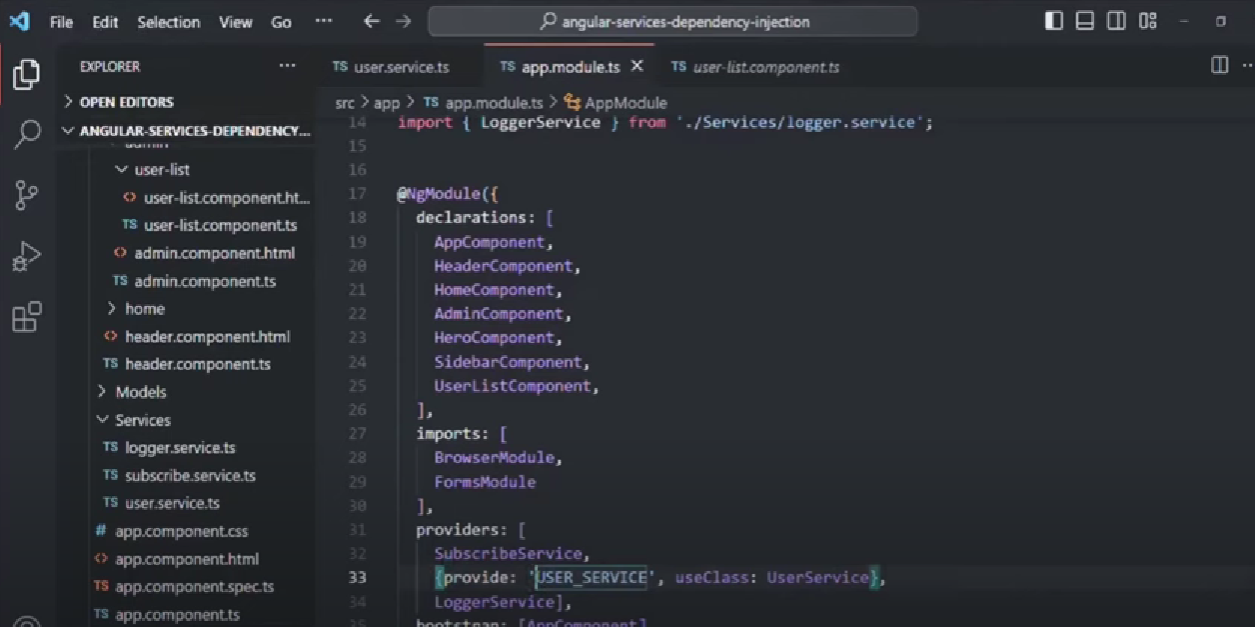 File Edit Selection View Go ··· ← → angular-services-dependency-injection
EXPLORER ···
OPEN EDITORS
ANGULAR-SERVICES-DEPENDENCY...
admin
user-list
<> user-list.component.ht...
TS user-list.component.ts
<> admin.component.html
TS admin.component.ts
home
<> header.component.html
TS header.component.ts
Models
Services
TS logger.service.ts
TS subscribe.service.ts
TS user.service.ts
# app.component.css
<> app.component.html
TS app.component.spec.ts
TS app.component.ts
TS user.service.ts TS app.module.ts × TS user-list.component.ts
src > app > TS app.module.ts > AppModule
14 import { LoggerService } from './Services/logger.service';
15
16
17 @NgModule({
18 declarations: [
19 AppComponent,
20 HeaderComponent,
21 HomeComponent,
22 AdminComponent,
23 HeroComponent,
24 SidebarComponent,
25 UserListComponent,
26 ],
27 imports: [
28 BrowserModule,
29 FormsModule
30 ],
31 providers: [
32 SubscribeService,
33 {provide: 'USER_SERVICE', useClass: UserService},
34 LoggerService],
35 bootstrap: [AppComponent]